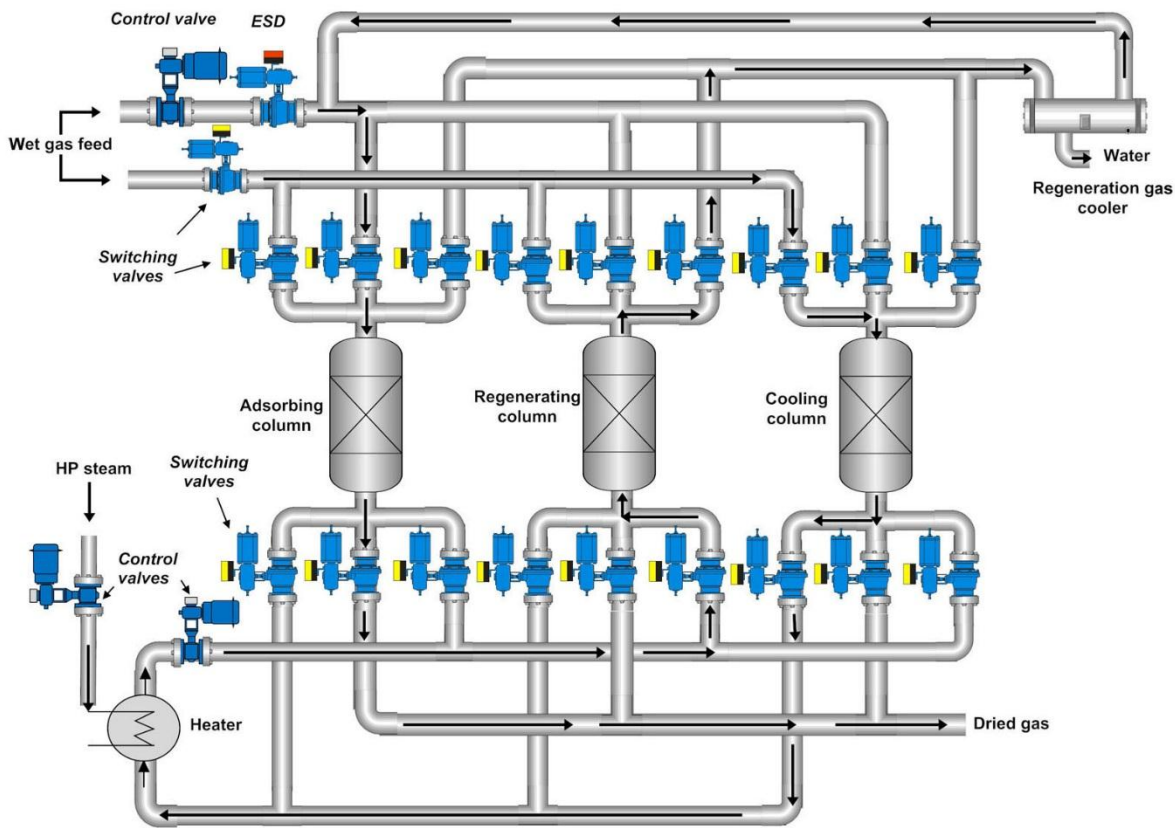 Control valve
ESD
Wet gas feed
Water
Regeneration gas
cooler
Switching
valves
Adsorbing
column
Regenerating
column
Cooling
column
HP steam
Switching
valves
Control
valves
Heater
Dried gas